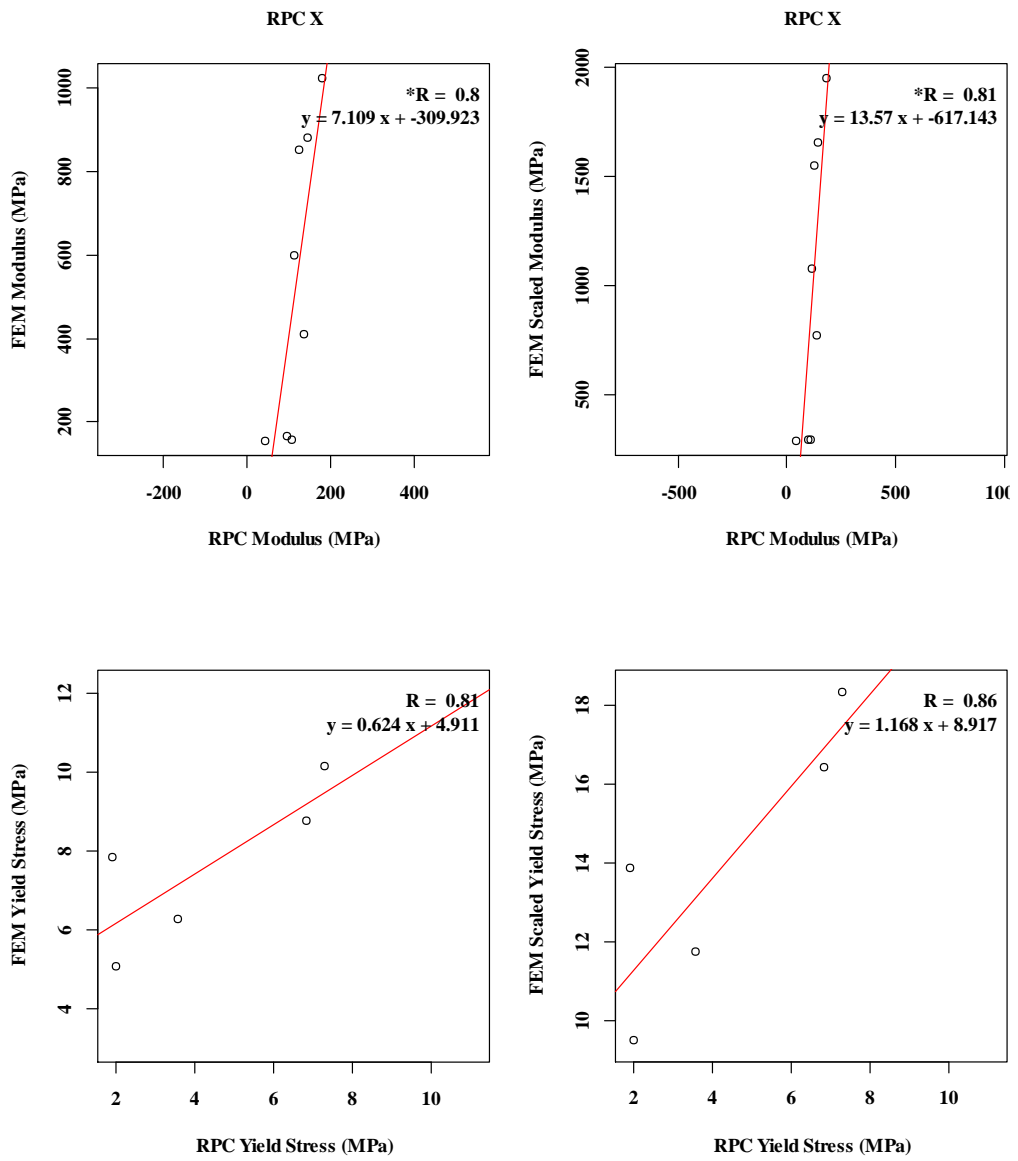 RPC X
*R = 0.8
y = 7.109 x + -309.923
FEM Modulus (MPa)
1000
800
600
400
200
-200 0 200 400
RPC Modulus (MPa)
RPC X
*R = 0.81
y = 13.57 x + -617.143
FEM Scaled Modulus (MPa)
2000
1500
1000
500
-500 0 500 100
RPC Modulus (MPa)
R = 0.81
y = 0.624 x + 4.911
FEM Yield Stress (MPa)
12
10
8
6
4
2 4 6 8 10
RPC Yield Stress (MPa)
R = 0.86
y = 1.168 x + 8.917
FEM Scaled Yield Stress (MPa)
18
16
14
12
10
2 4 6 8 10
RPC Yield Stress (MPa)